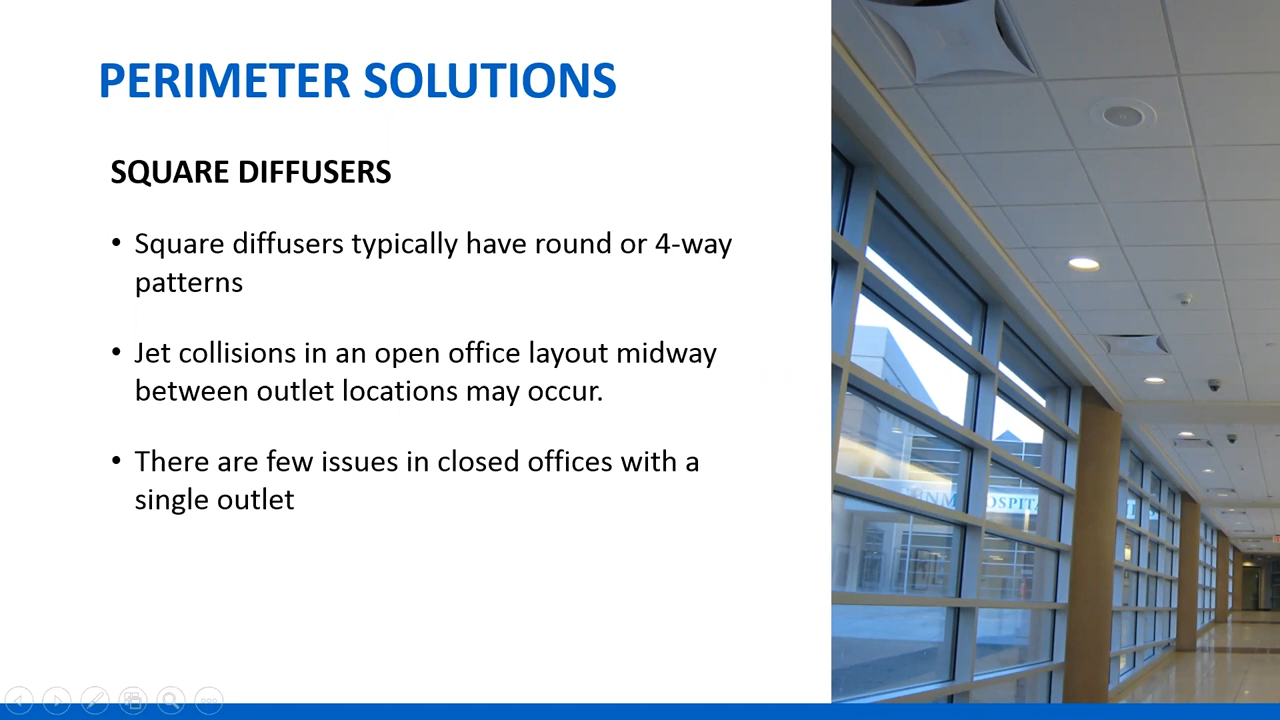 PERIMETER SOLUTIONS
SQUARE DIFFUSERS
• Square diffusers typically have round or 4-way
patterns
• Jet collisions in an open office layout midway
between outlet locations may occur.
• There are few issues in closed offices with a
single outlet